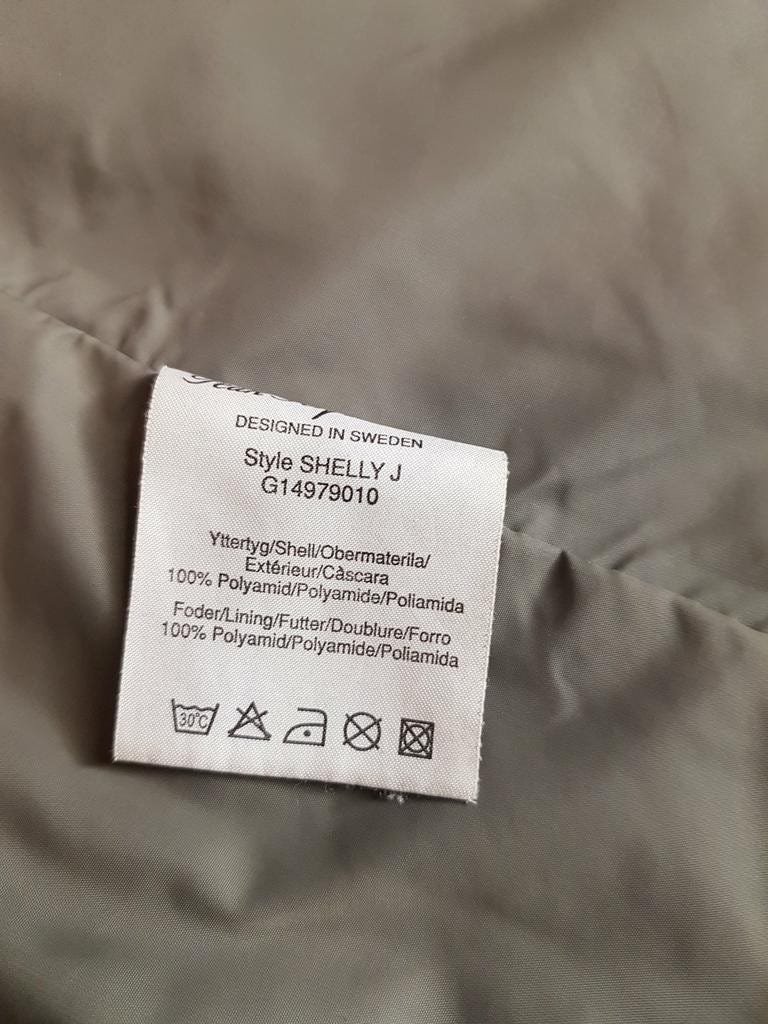 DESIGNED IN SWEDEN
Style SHELLY J
G14979010
Yttertyg/Shell/Obermaterila/
Extérieur/Càscara
100% Polyamid/Polyamide/Poliamida
Foder/Lining/Futter/Doublure/Forro
100% Polyamid/Polyamide/Poliamida
30°C